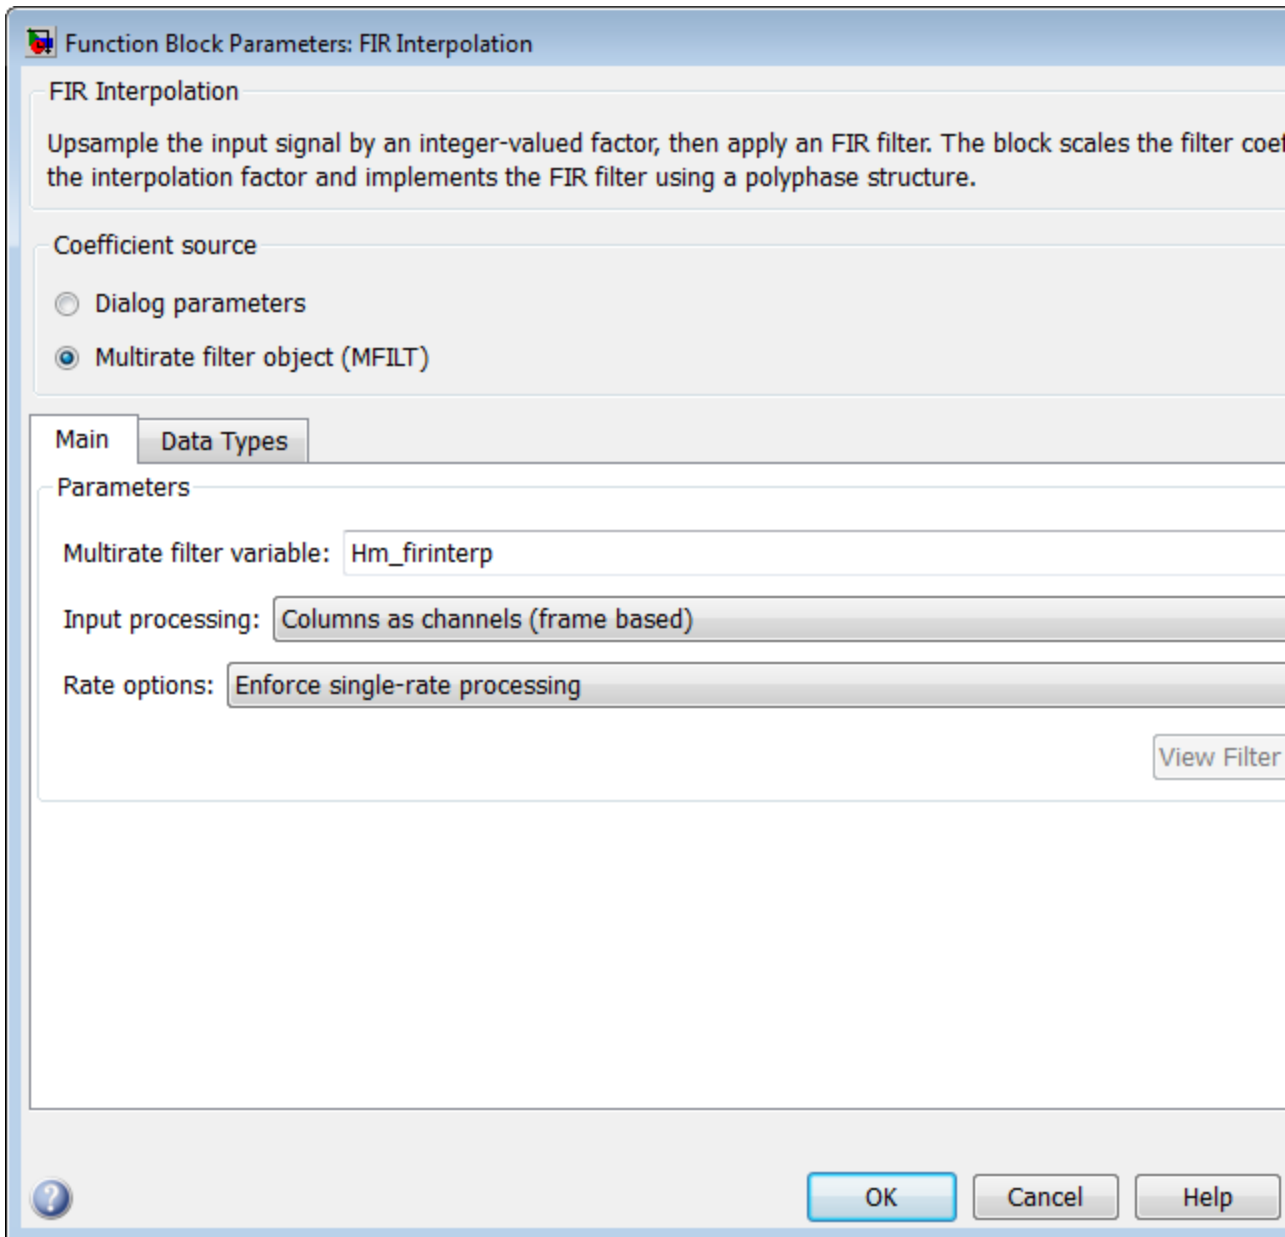 Function Block Parameters: FIR Interpolation
FIR Interpolation
Upsample the input signal by an integer-valued factor, then apply an FIR filter. The block scales the filter coef
the interpolation factor and implements the FIR filter using a polyphase structure.
Coefficient source
Dialog parameters
Multirate filter object (MFILT)
Main Data Types
Parameters
Multirate filter variable: Hm_firinterp
Input processing: Columns as channels (frame based)
Rate options: Enforce single-rate processing
View Filter
? OK Cancel Help